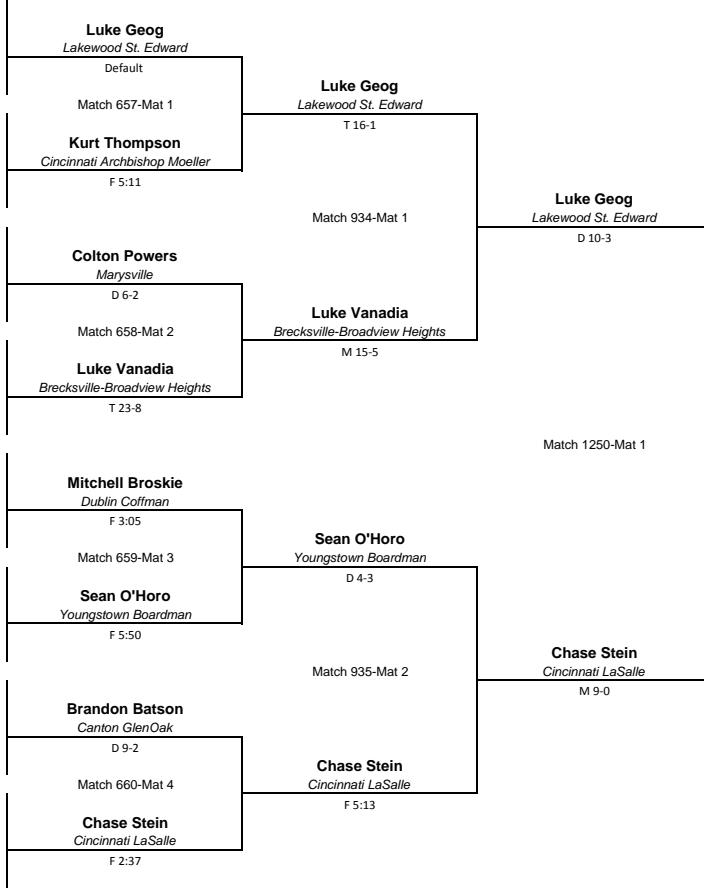 Luke Geog
Lakewood St. Edward
Default
Match 657-Mat 1
Kurt Thompson
Cincinnati Archbishop Moeller
F 5:11
Colton Powers
Marysville
D 6-2
Match 658-Mat 2
Luke Vanadia
Brecksville-Broadview Heights
T 23-8
Mitchell Broskie
Dublin Coffman
F 3:05
Match 659-Mat 3
Sean O'Horo
Youngstown Boardman
F 5:50
Brandon Batson
Canton GlenOak
D 9-2
Match 660-Mat 4
Chase Stein
Cincinnati LaSalle
F 2:37
Luke Geog
Lakewood St. Edward
T 16-1
Match 934-Mat 1
Luke Vanadia
Brecksville-Broadview Heights
M 15-5
Sean O'Horo
Youngstown Boardman
D 4-3
Match 935-Mat 2
Chase Stein
Cincinnati LaSalle
F 5:13
Luke Geog
Lakewood St. Edward
D 10-3
Match 1250-Mat 1
Chase Stein
Cincinnati LaSalle
M 9-0